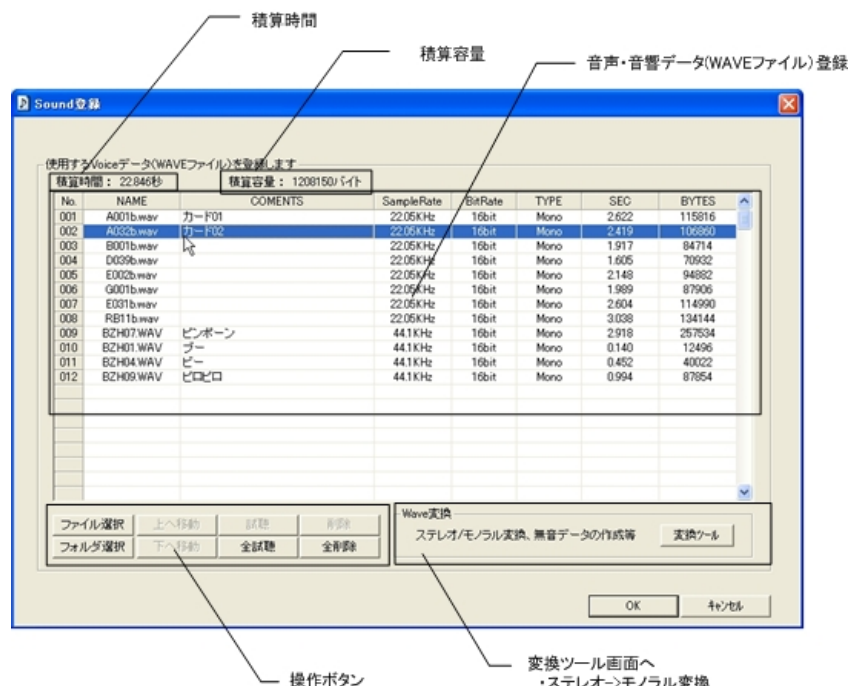 積算時間
積算容量
音声・音響データ(WAVEファイル)登録
Sound登録
使用するVoiceデータ(WAVEファイル)を登録します
積算時間: 22.846秒 積算容量: 1208150バイト
No. NAME COMENTS SampleRate BitRate TYPE SEC BYTES
001 A001b.wav カード01 22.05KHz 16bit Mono 2.622 115816
002 A032b.wav カード02 22.05KHz 16bit Mono 2.419 106860
003 B001b.wav 22.05KHz 16bit Mono 1.917 84714
004 D039b.wav 22.05KHz 16bit Mono 1.605 70932
005 E002b.wav 22.05KHz 16bit Mono 2.148 94882
006 G001b.wav 22.05KHz 16bit Mono 1.989 87906
007 E031b.wav 22.05KHz 16bit Mono 2.604 114990
008 RB11b.wav 22.05KHz 16bit Mono 3.038 134144
009 BZH07.WAV ピンポーン 44.1KHz 16bit Mono 2.918 257534
010 BZH01.WAV ブー 44.1KHz 16bit Mono 0.140 12496
011 BZH04.WAV ピー 44.1KHz 16bit Mono 0.452 40022
012 BZH09.WAV ピロピロ 44.1KHz 16bit Mono 0.994 87854
ファイル選択 上へ移動 試聴 削除
フォルダ選択 下へ移動 全試聴 全削除
Wave変換
ステレオ/モノラル変換、無音データの作成等 変換ツール
OK キャンセル
操作ボタン
変換ツール画面へ
・ステレオ->モノラル変換